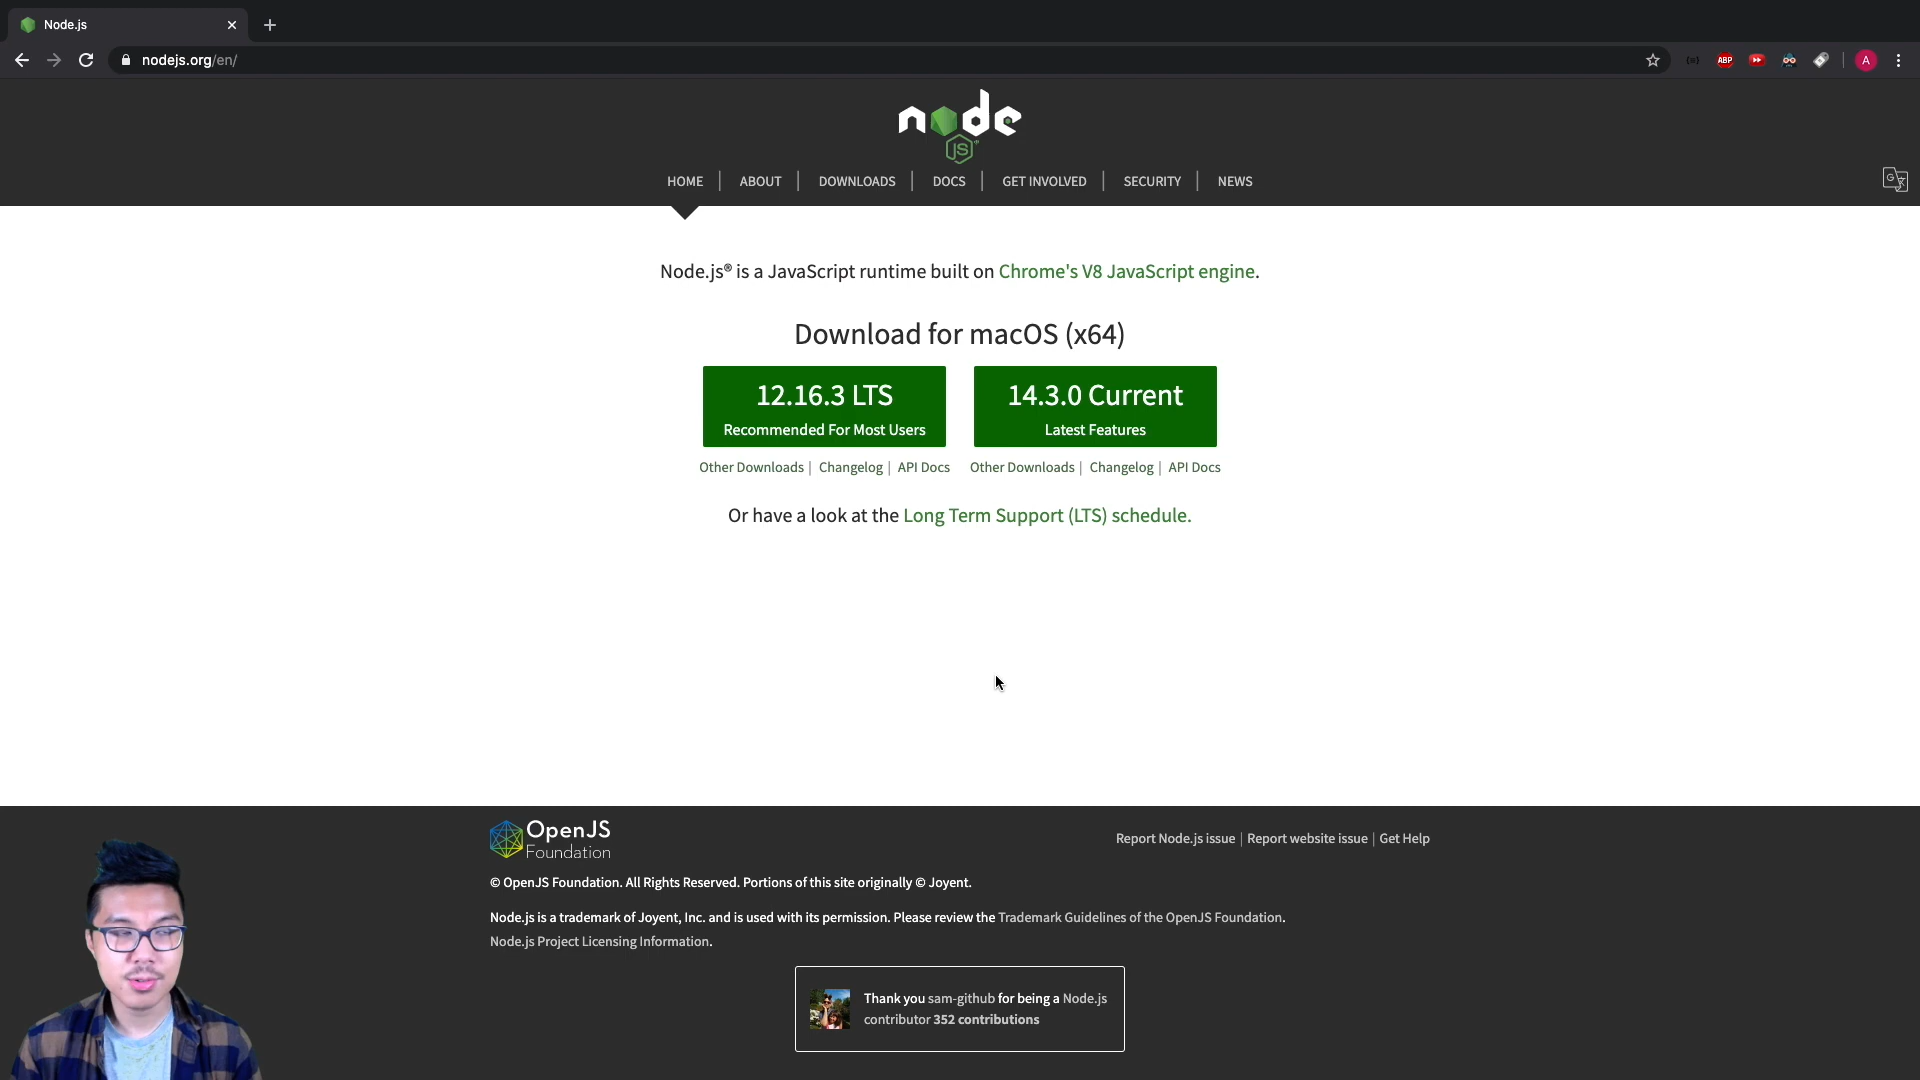 Node.js
nodejs.org/en/
ABP
A
node
JS
HOME | ABOUT | DOWNLOADS | DOCS | GET INVOLVED | SECURITY | NEWS
Node.js® is a JavaScript runtime built on Chrome's V8 JavaScript engine.
Download for macOS (x64)
12.16.3 LTS
Recommended For Most Users
14.3.0 Current
Latest Features
Other Downloads | Changelog | API Docs
Other Downloads | Changelog | API Docs
Or have a look at the Long Term Support (LTS) schedule.
OpenJS
Foundation
Report Node.js issue | Report website issue | Get Help
© OpenJS Foundation. All Rights Reserved. Portions of this site originally © Joyent.
Node.js is a trademark of Joyent, Inc. and is used with its permission. Please review the Trademark Guidelines of the OpenJS Foundation.
Node.js Project Licensing Information.
Thank you sam-github for being a Node.js
contributor 352 contributions